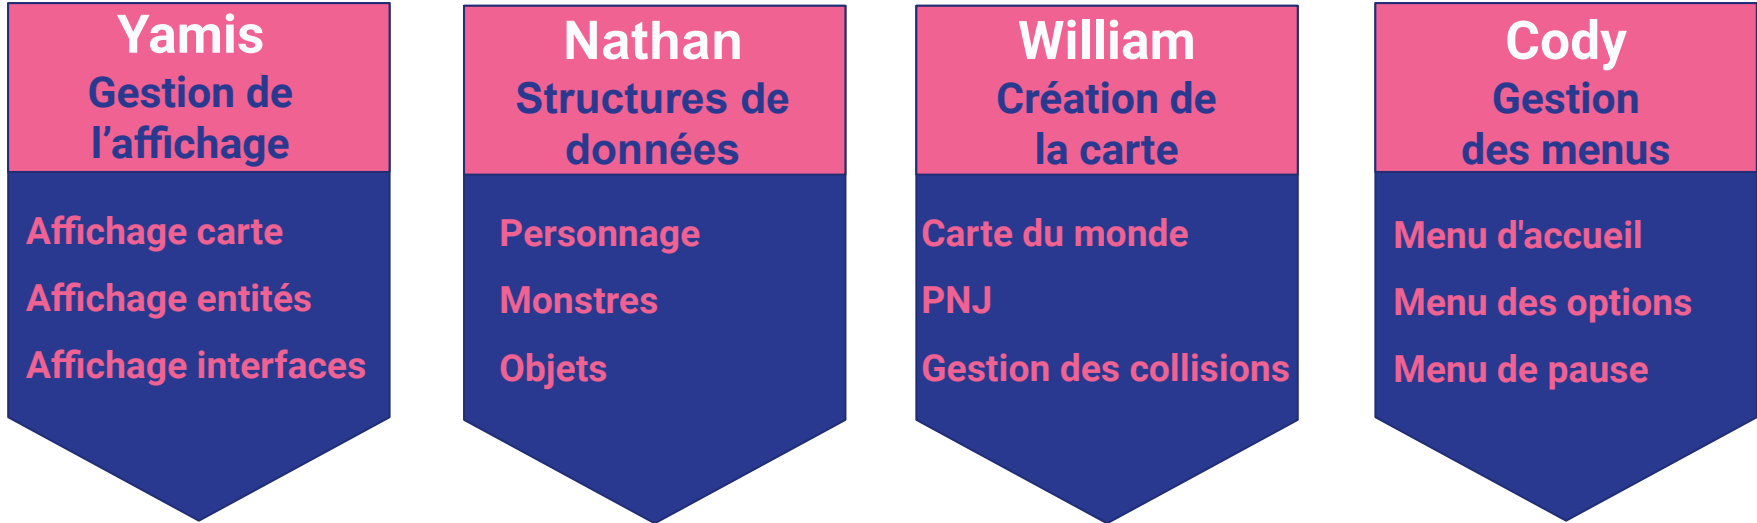 Yamis
Gestion de
l’affichage
Affichage carte
Affichage entités
Affichage interfaces
Nathan
Structures de
données
Personnage
Monstres
Objets
William
Création de
la carte
Carte du monde
PNJ
Gestion des collisions
Cody
Gestion
des menus
Menu d'accueil
Menu des options
Menu de pause